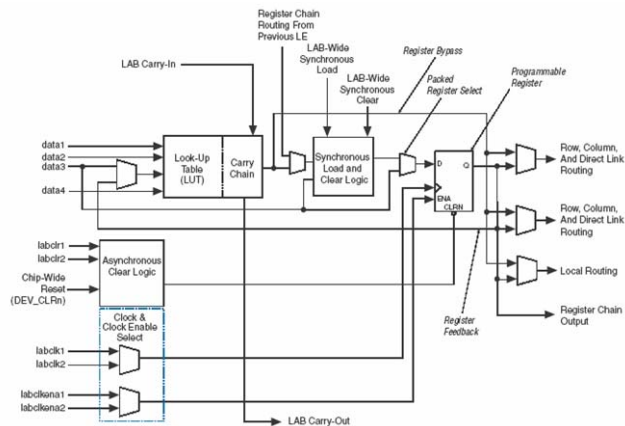 Register Chain
Routing From
Previous LE
LAB-Wide
Synchronous
Load
Register Bypass
LAB-Wide
Synchronous
Clear
Packed
Register Select
Programmable
Register
LAB Carry-In
data1
data2
data3
data4
Look-Up
Table
(LUT)
Carry
Chain
Synchronous
Load and
Clear Logic
D
Q
ENA
CLRN
Row, Column,
And Direct Link
Routing
Row, Column,
And Direct Link
Routing
Local Routing
Register Chain
Output
Register
Feedback
labclr1
labclr2
Chip-Wide
Reset
(DEV_CLRn)
Asynchronous
Clear Logic
Clock &
Clock Enable
Select
labclk1
labclk2
labclkena1
labclkena2
LAB Carry-Out